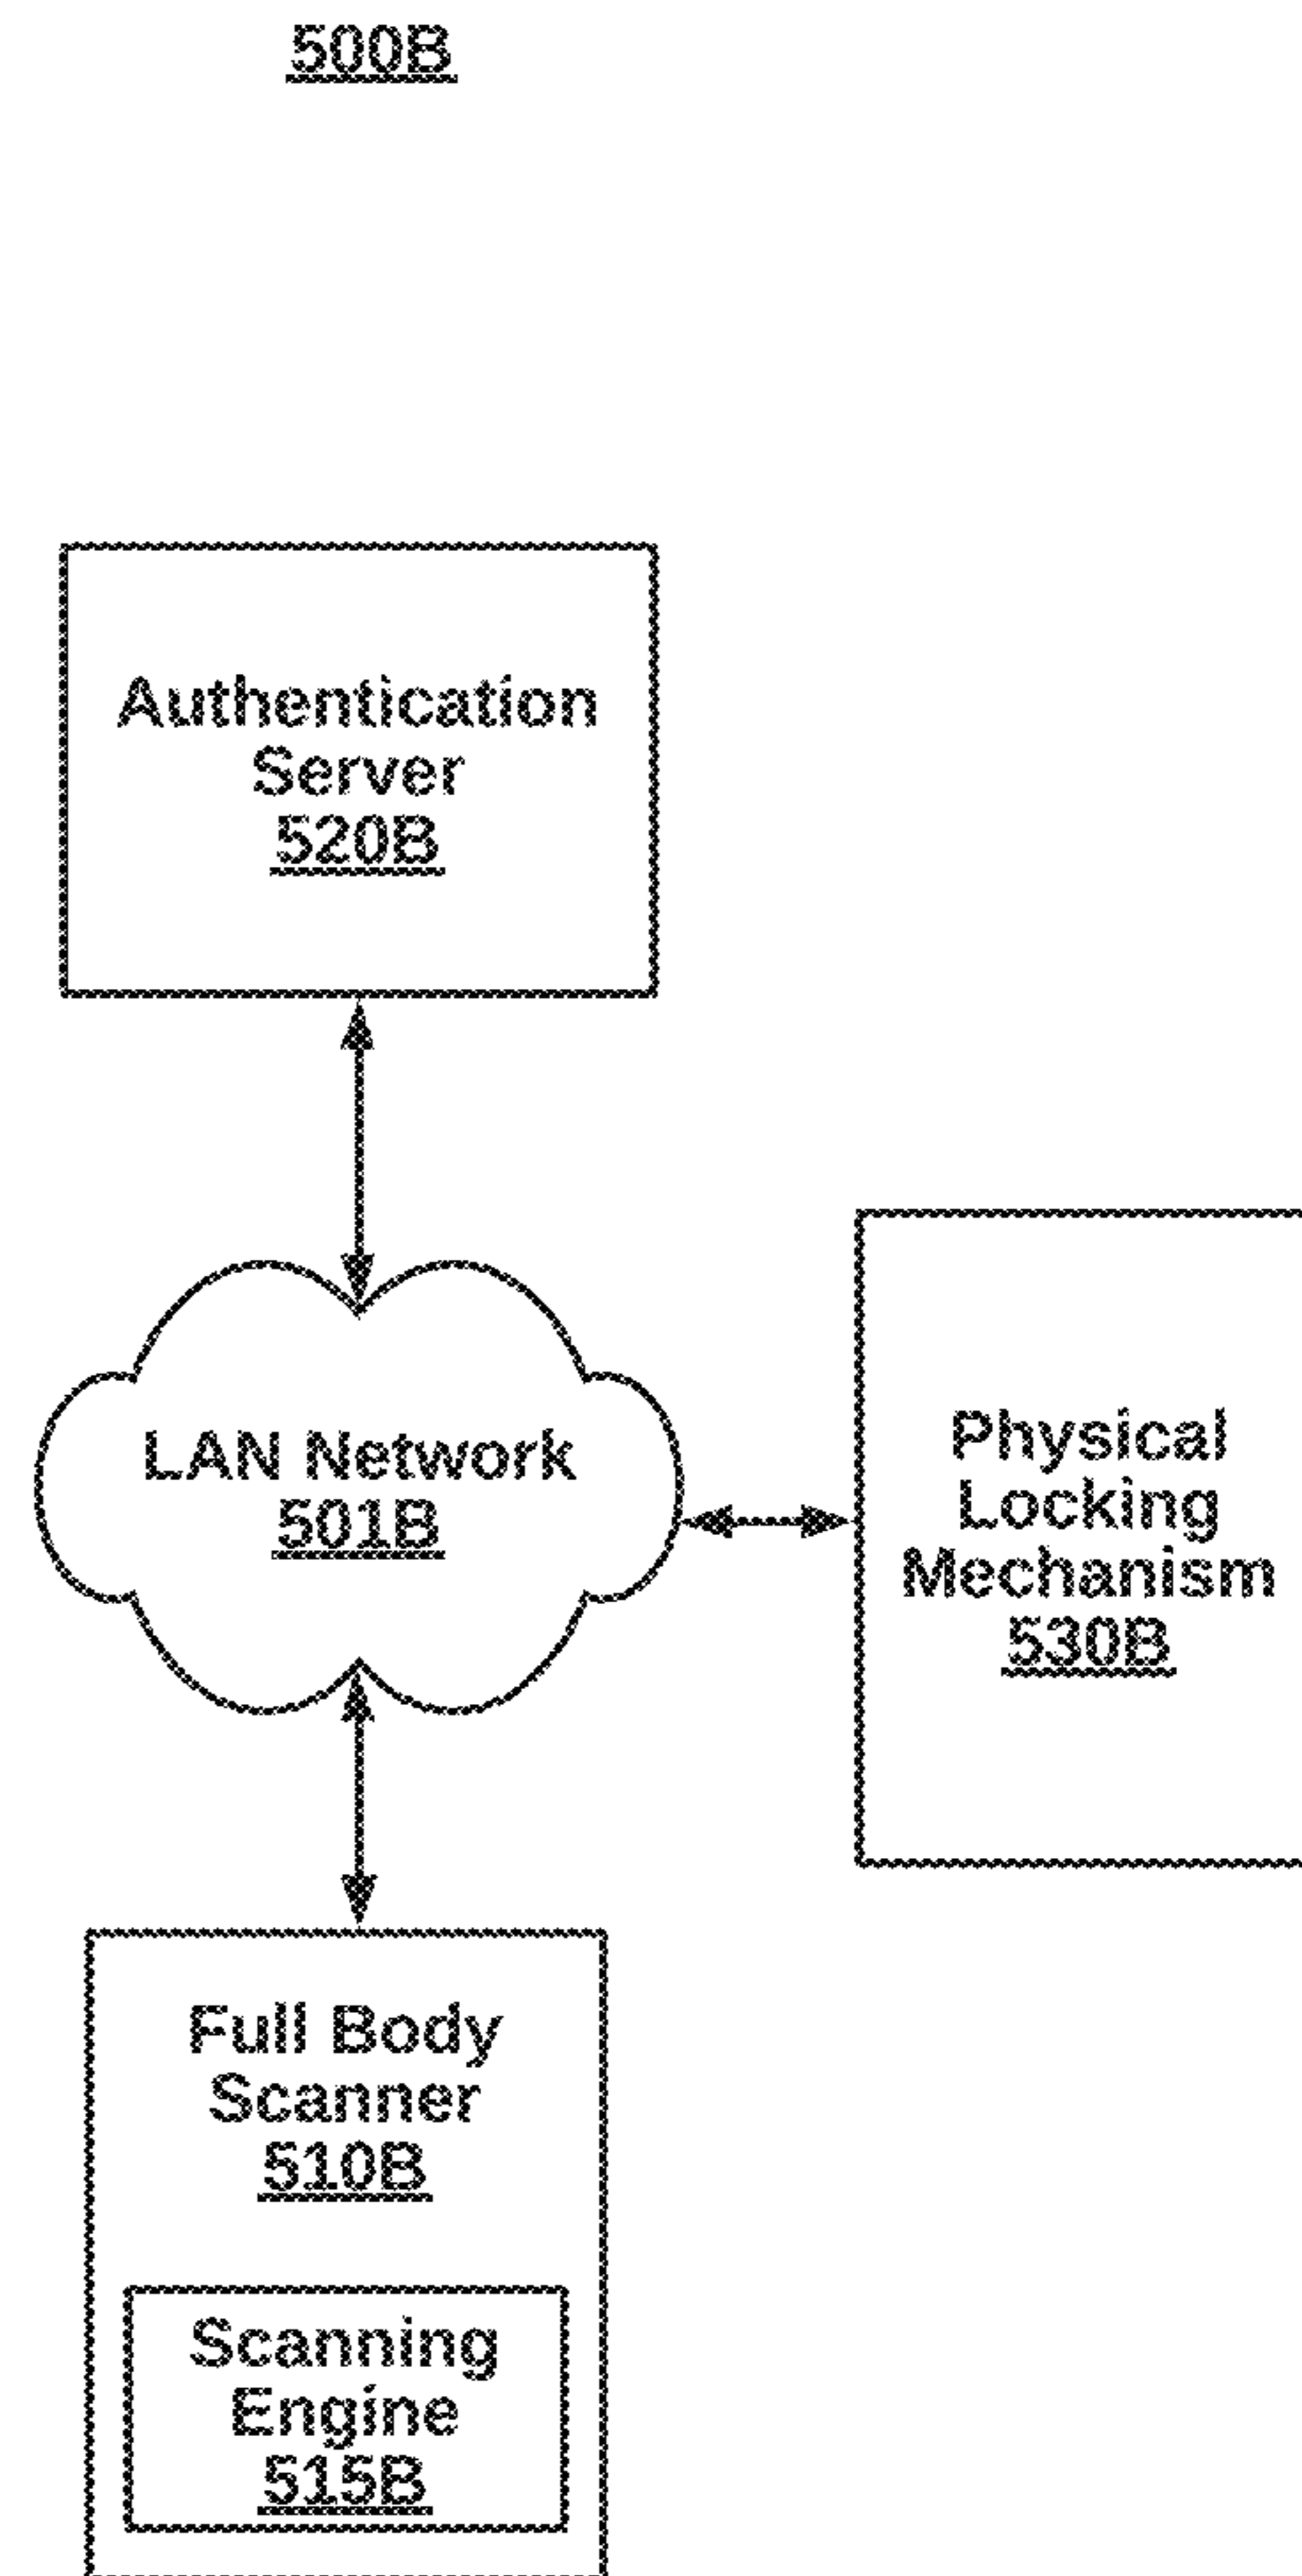 500B
Authentication
Server
520B
LAN Network
501B
Physical
Locking
Mechanism
530B
Full Body
Scanner
510B
Scanning
Engine
515B